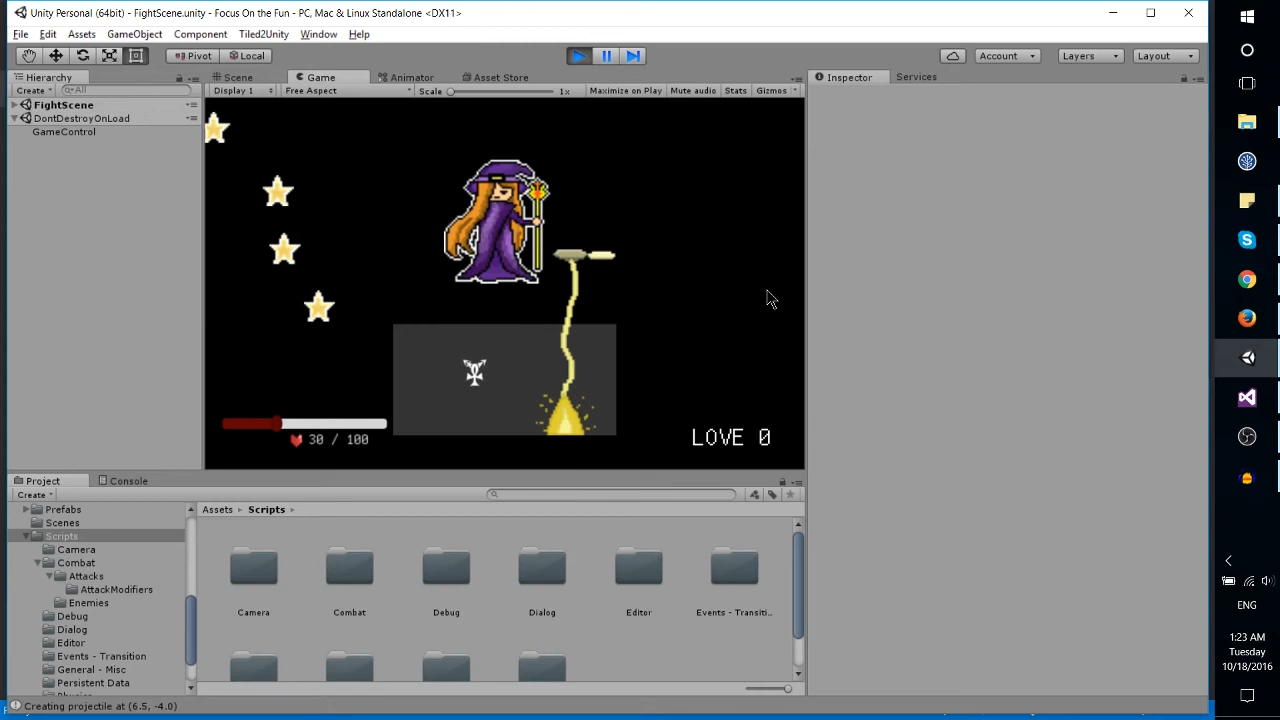 Unity Personal (64bit) - FightScene.unity - Focus On the Fun - PC, Mac & Linux Standalone <DX11>
File Edit Assets GameObject Component Tiled2Unity Window Help
Pivot Local Account Layers Layout
Hierarchy Scene Game Animator Asset Store Inspector Services
Create All Display 1 Free Aspect Scale 1x Maximize on Play Mute audio Stats Gizmos
FightScene
DontDestroyOnLoad
GameControl
30 / 100
LOVE 0
Project Console
Create
Prefabs
Scenes
Scripts
Camera
Combat
Attacks
AttackModifiers
Enemies
Debug
Dialog
Editor
Events - Transition
General - Misc
Persistent Data
Assets Scripts
Camera Combat Debug Dialog Editor Events - Transiti...
Creating projectile at (6.5, -4.0)
ENG
1:23 AM
Tuesday
10/18/2016